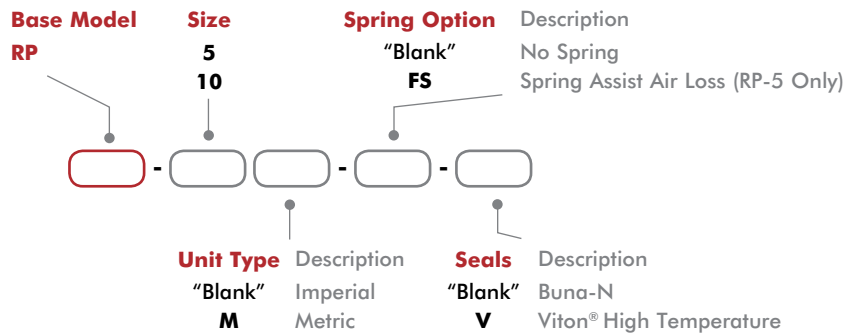 Base Model Size Spring Option Description
RP 5 "Blank" No Spring
10 FS Spring Assist Air Loss (RP-5 Only)
- - -
Unit Type Description Seals Description
"Blank" Imperial "Blank" Buna-N
M Metric V Viton® High Temperature